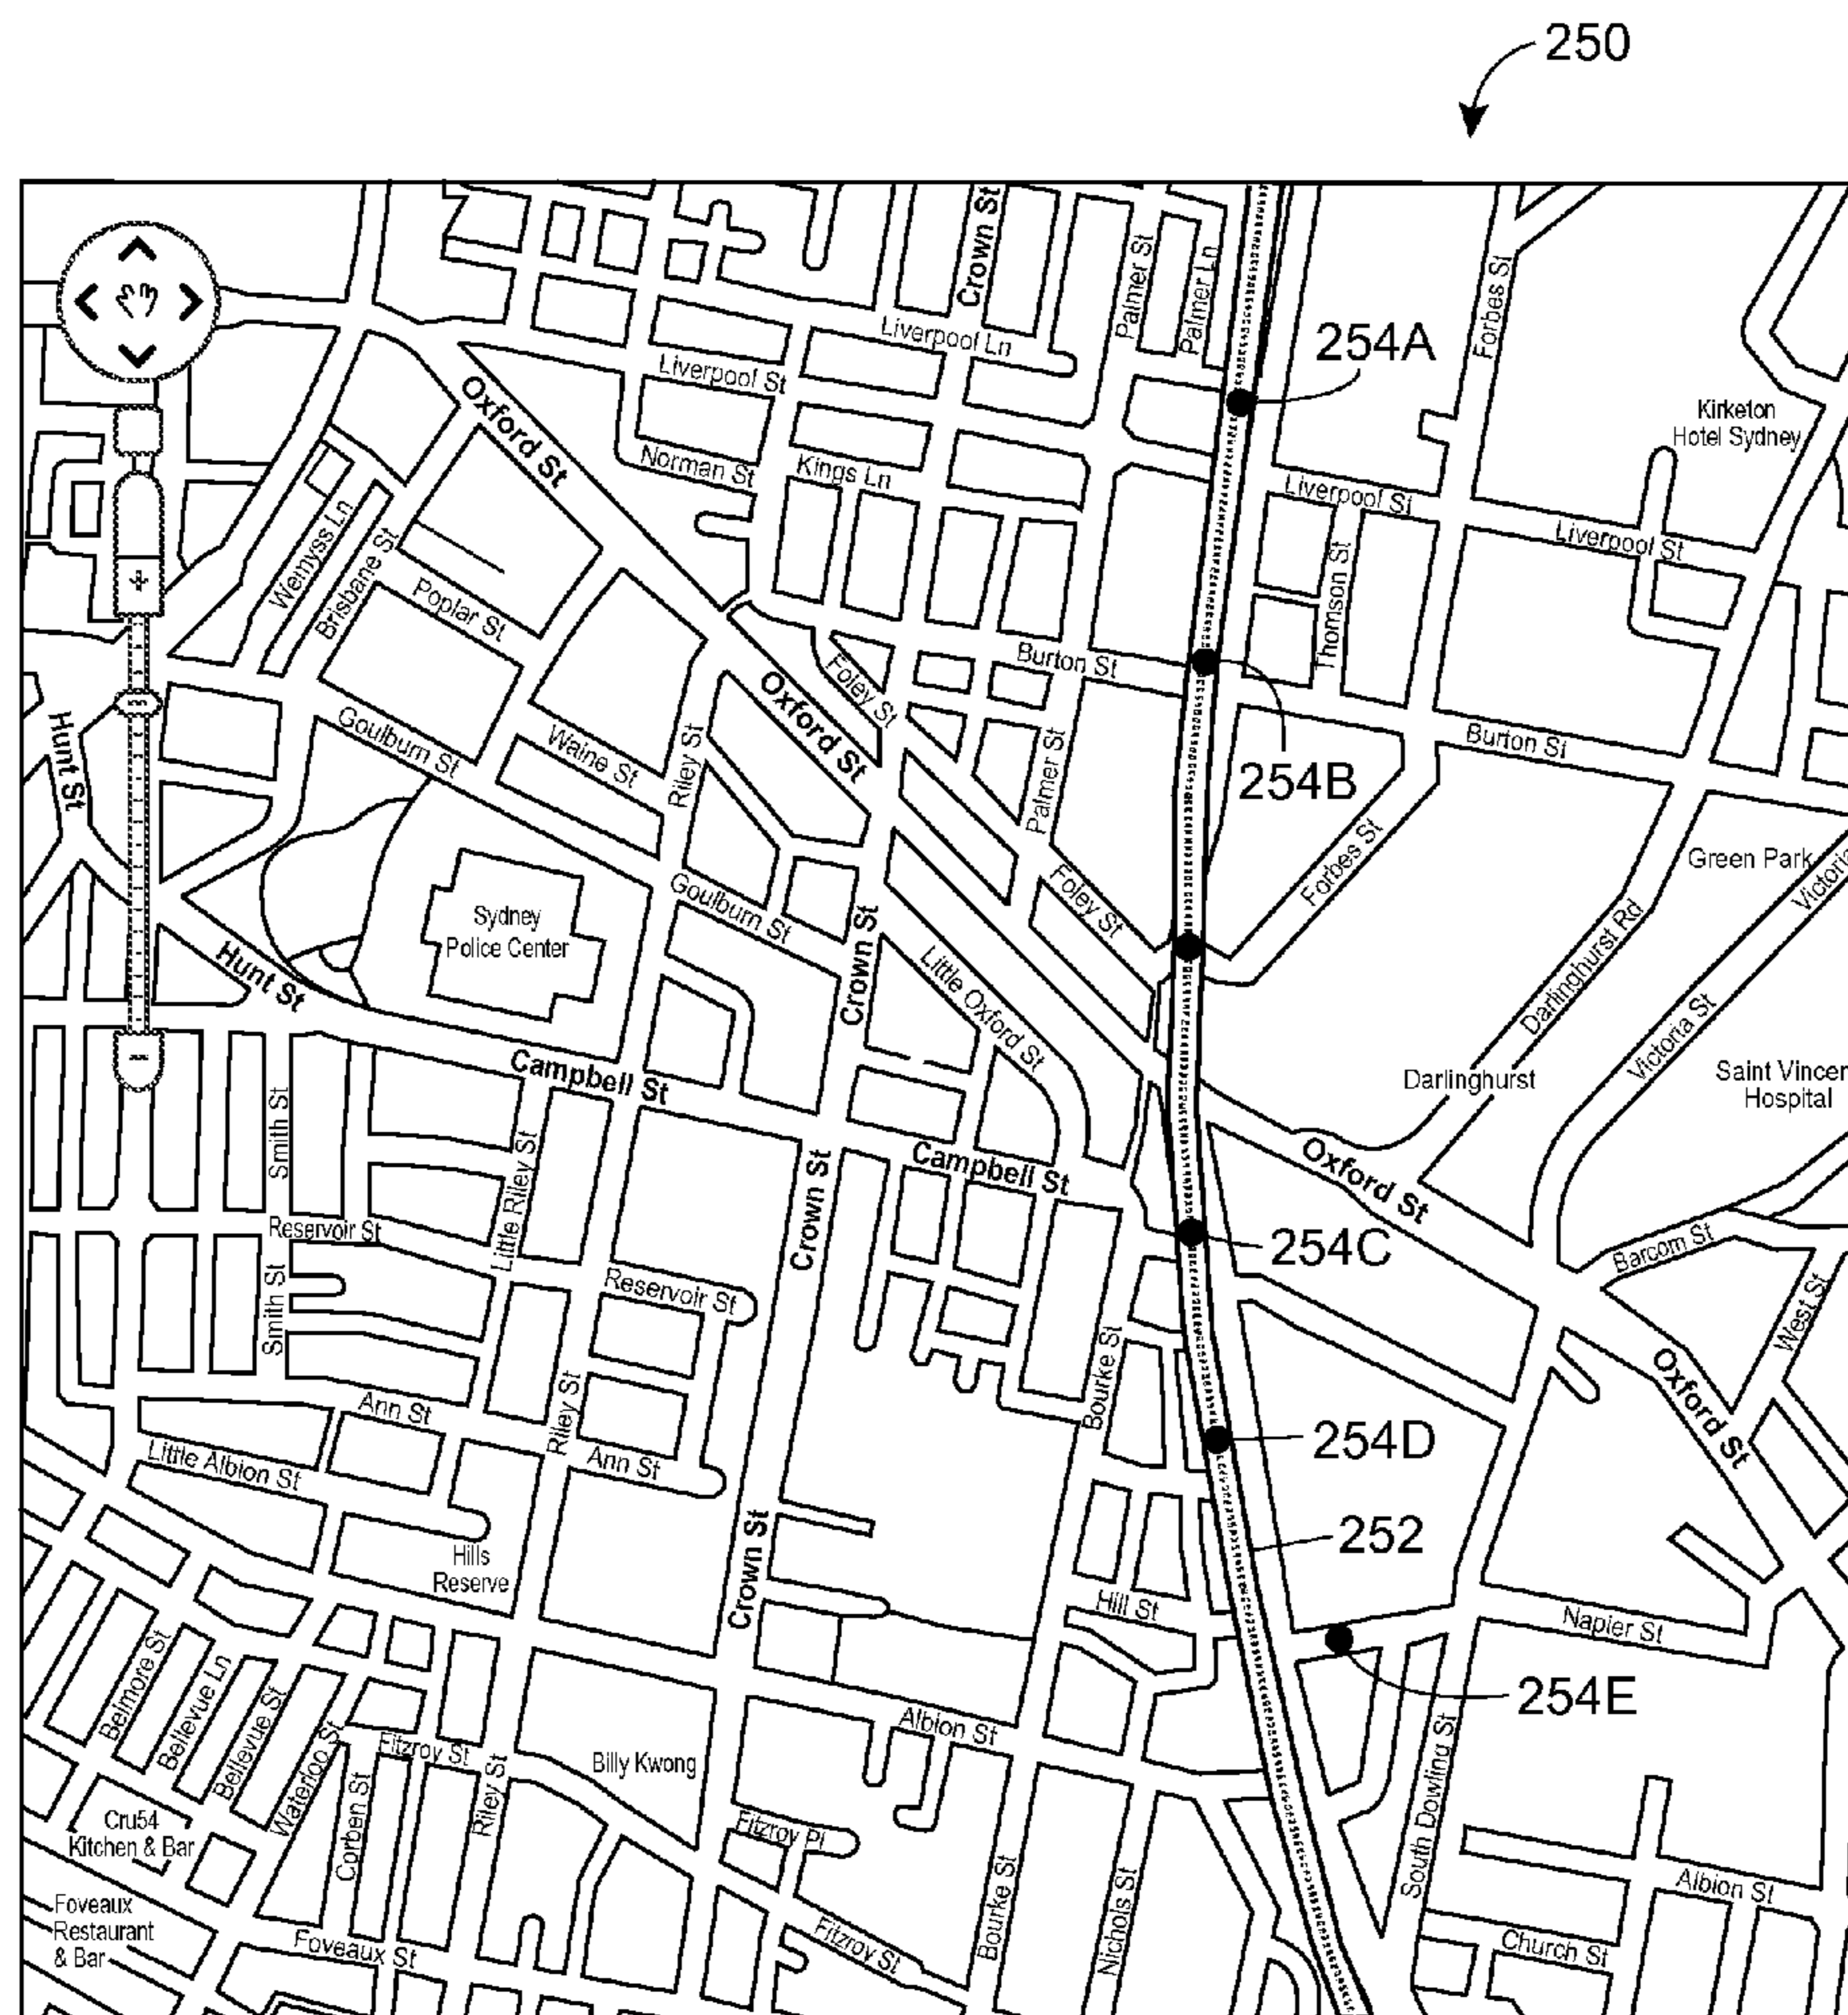 250
Crown St
Palmer St
Palmer Ln
Forbes St
254A
Liverpool Ln
Liverpool St
Oxford St
Kirketon
Hotel Sydney
Norman St
Kings Ln
Liverpool St
Liverpool St
Wemyss Ln
Brisbane St
Poplar St
Thomson St
Burton St
Foley St
Oxford St
Hunt St
Goulburn St
Waine St
Riley St
Palmer St
254B
Burton St
Forbes St
Green Park
Foley St
Goulburn St
Sydney
Police Center
Crown St
Little Oxford St
Darlinghurst Rd
Victoria St
Hunt St
Campbell St
Darlinghurst
Saint Vincen
Hospital
Smith St
Little Riley St
Crown St
Campbell St
Oxford St
Reservoir St
254C
Barcom St
Smith St
Reservoir St
West St
Bourke St
Oxford St
Ann St
Riley St
254D
Little Albion St
Ann St
252
Crown St
Hills
Reserve
Hill St
Napier St
Belmore St
Bellevue Ln
Bellevue St
Waterloo St
254E
Albion St
Fitzroy St
Riley St
Billy Kwong
South Dowling St
Cru54
Kitchen & Bar
Corben St
Fitzroy Pl
Bourke St
Nichols St
Albion St
Foveaux
Restaurant
& Bar
Foveaux St
Fitzroy St
Church St